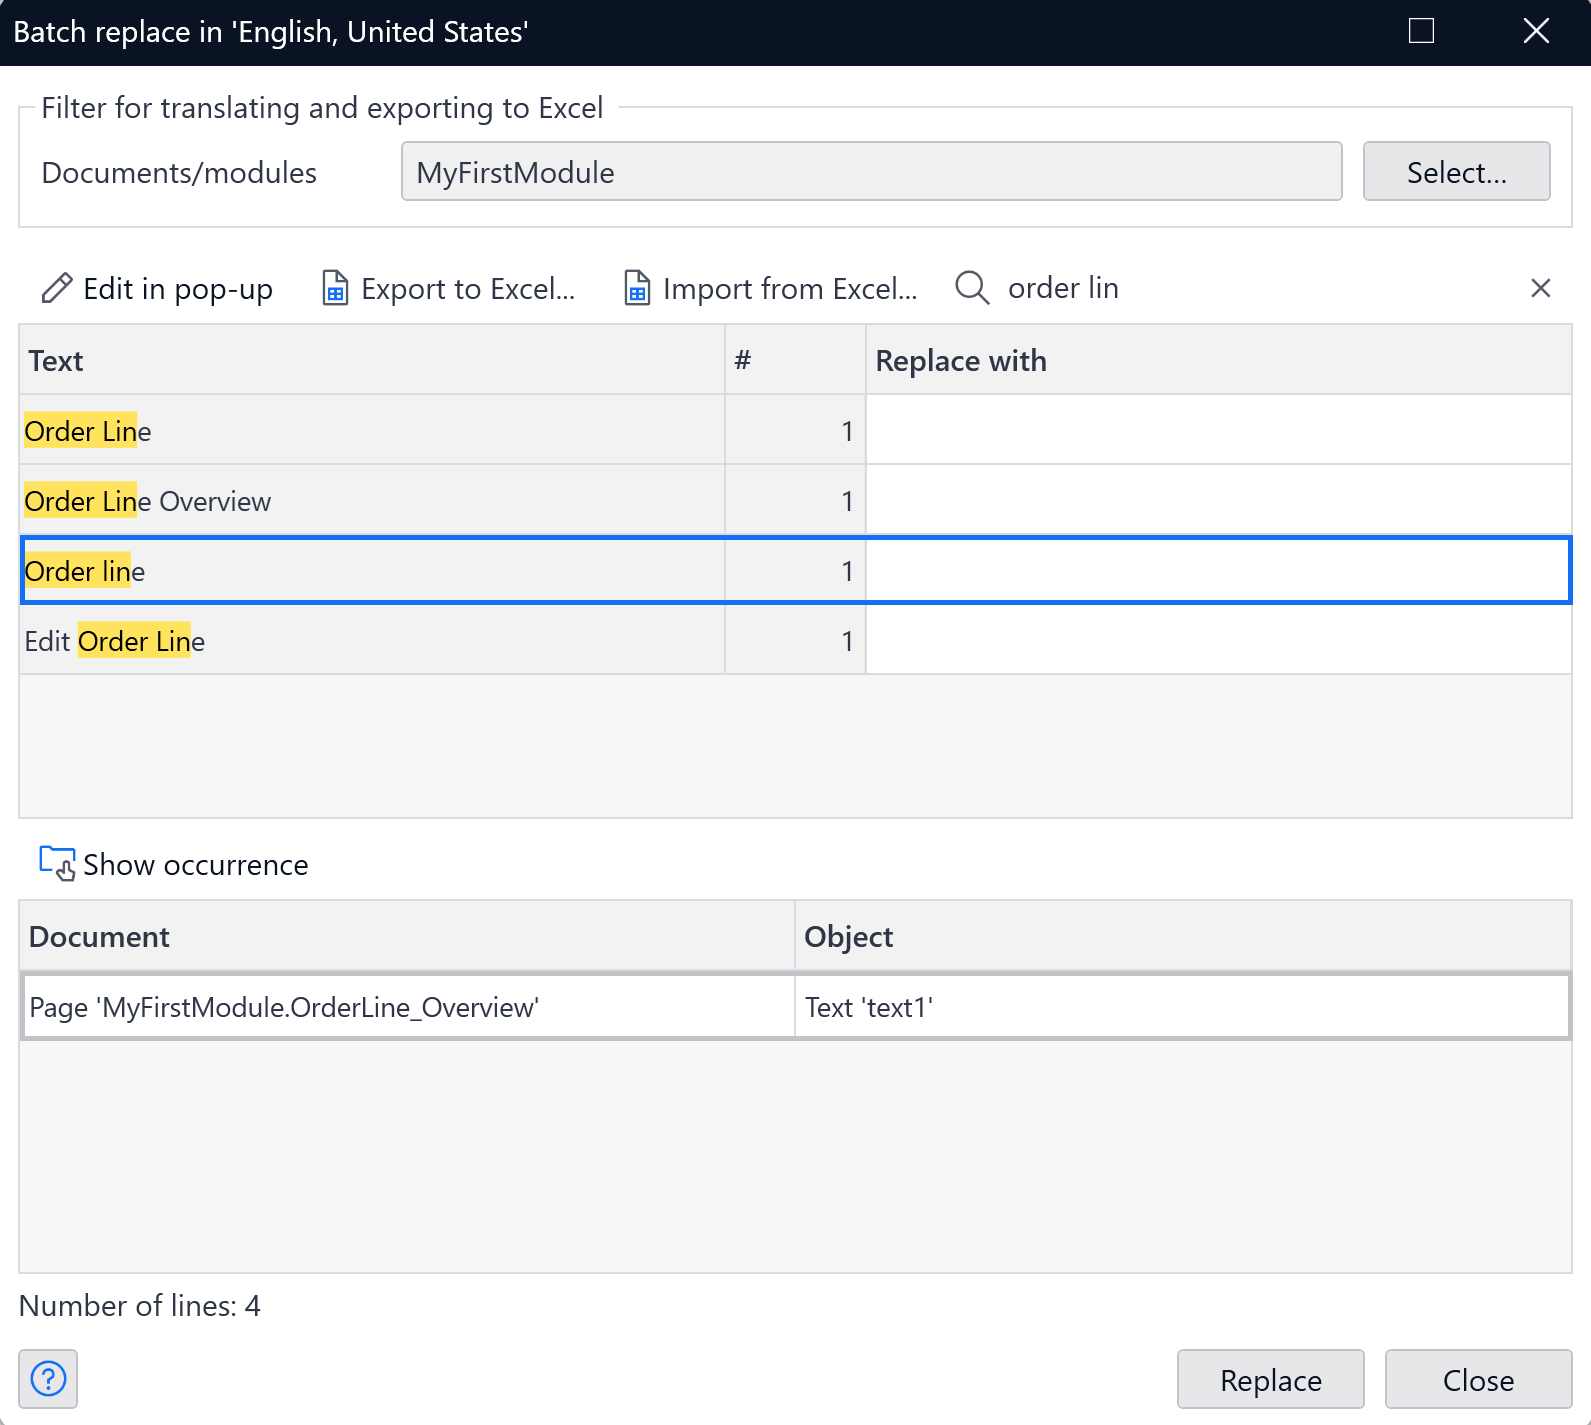 Batch replace in 'English, United States'
Filter for translating and exporting to Excel
Documents/modules MyFirstModule Select...
Edit in pop-up Export to Excel... Import from Excel... order lin
Text # Replace with
Order Line 1
Order Line Overview 1
Order line 1
Edit Order Line 1
Show occurrence
Document Object
Page 'MyFirstModule.OrderLine_Overview' Text 'text1'
Number of lines: 4
? Replace Close